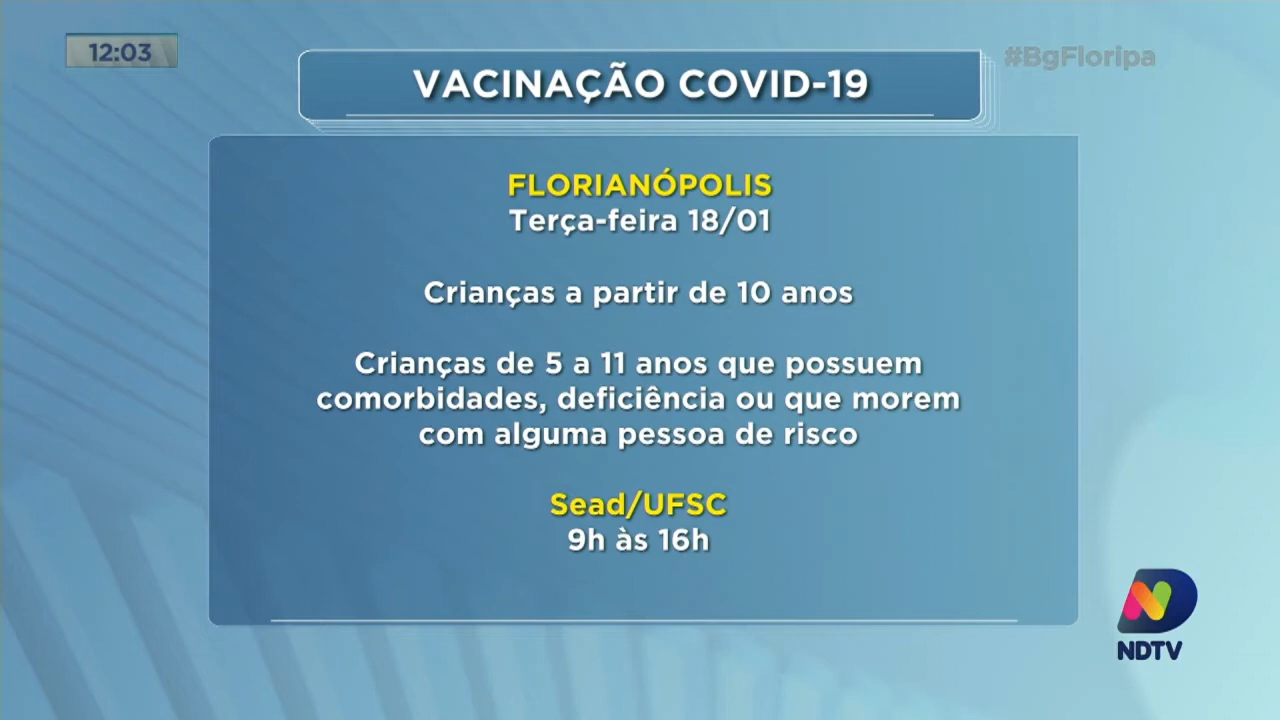 12:03
VACINAÇÃO COVID-19
#BgFloripa
FLORIANÓPOLIS
Terça-feira 18/01
Crianças a partir de 10 anos
Crianças de 5 a 11 anos que possuem
comorbidades, deficiência ou que morem
com alguma pessoa de risco
Sead/UFSC
9h às 16h
NDTV